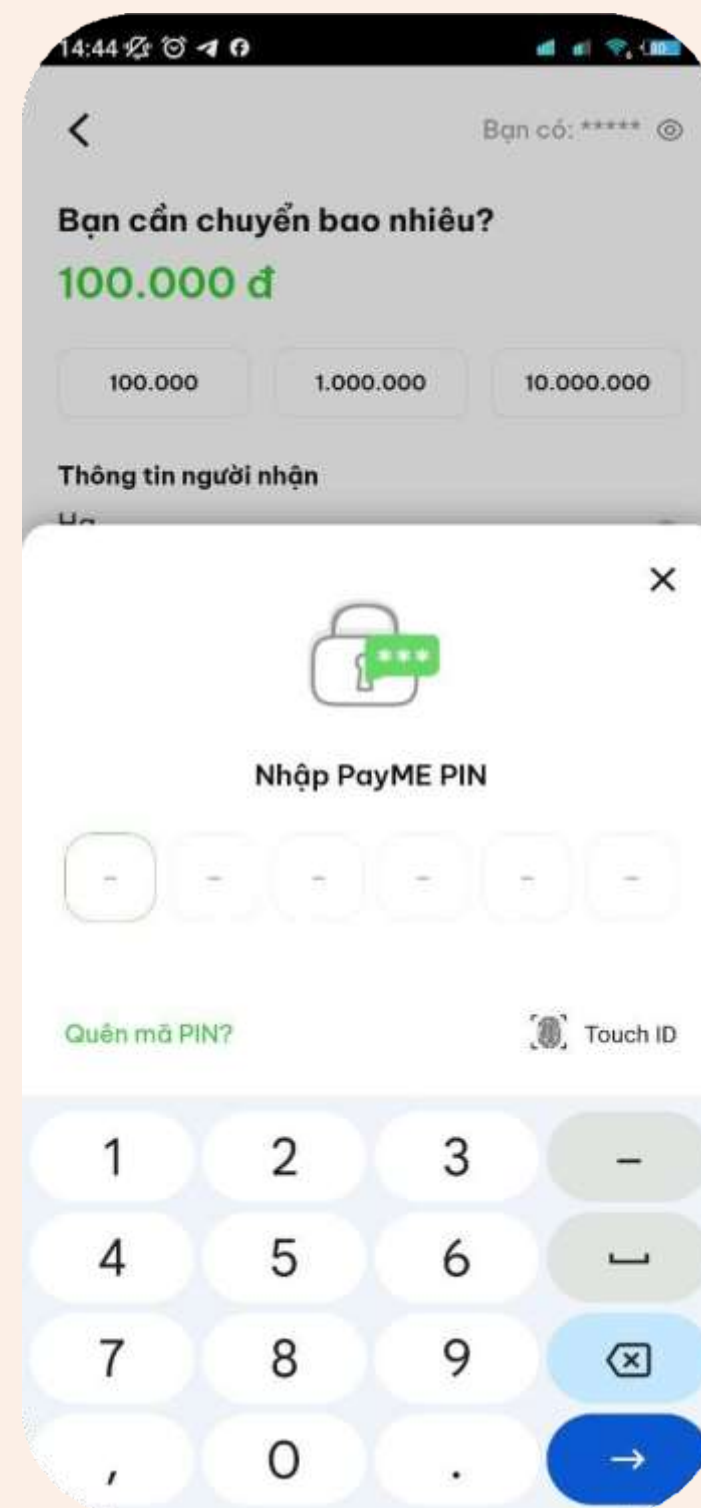 14:44
80
Bạn có: *****
Bạn cần chuyển bao nhiêu?
100.000 đ
100.000 1.000.000 10.000.000
Thông tin người nhận
***
Nhập PayME PIN
- - - - - -
Quên mã PIN? Touch ID
1 2 3 -
4 5 6
7 8 9
, 0 .